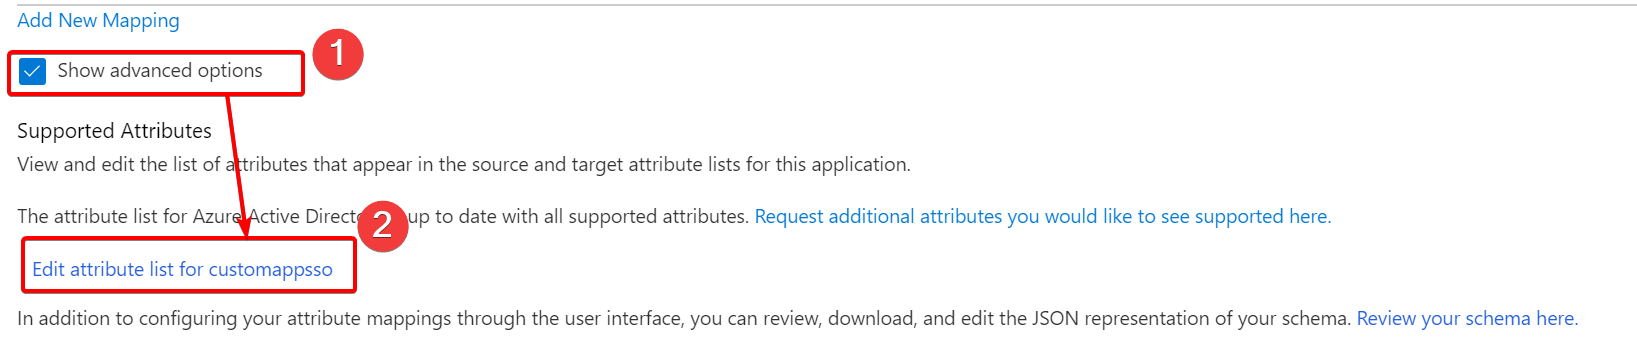 Add New Mapping
Show advanced options
1
Supported Attributes
View and edit the list of attributes that appear in the source and target attribute lists for this application.
The attribute list for Azure Active Directo 2 up to date with all supported attributes. Request additional attributes you would like to see supported here.
Edit attribute list for customappsso
In addition to configuring your attribute mappings through the user interface, you can review, download, and edit the JSON representation of your schema. Review your schema here.